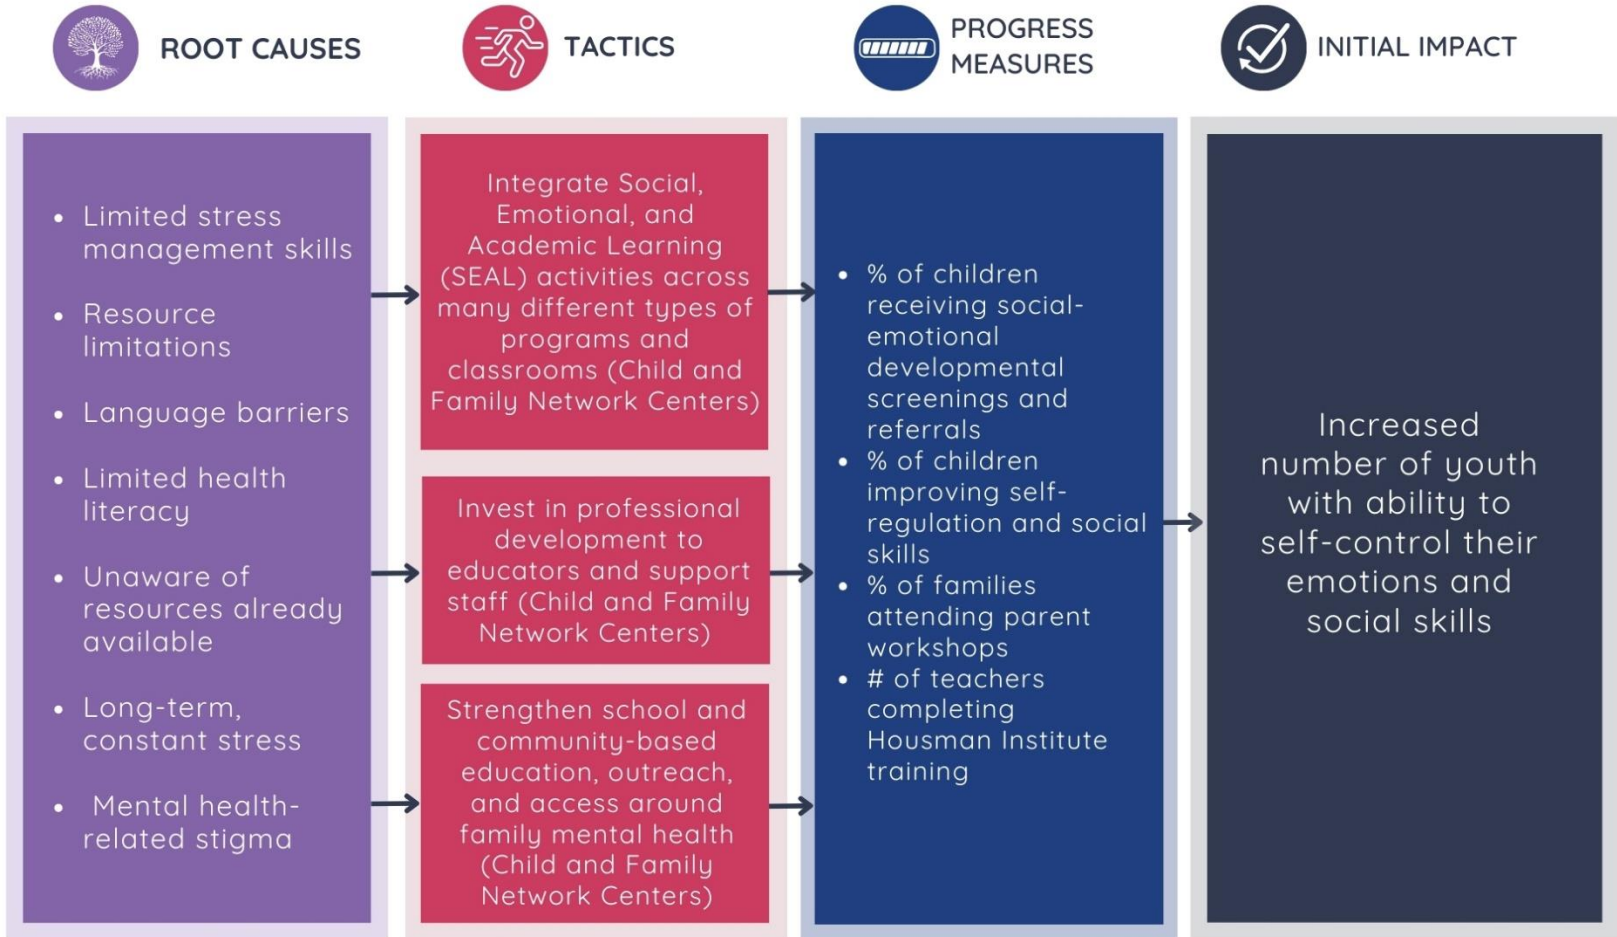 ROOT CAUSES
TACTICS
PROGRESS
MEASURES
INITIAL IMPACT
• Limited stress
management skills
• Resource
limitations
• Language barriers
• Limited health
literacy
• Unaware of
resources already
available
• Long-term,
constant stress
• Mental health-
related stigma
Integrate Social,
Emotional, and
Academic Learning
(SEAL) activities across
many different types of
programs and
classrooms (Child and
Family Network Centers)
Invest in professional
development to
educators and support
staff (Child and Family
Network Centers)
Strengthen school and
community-based
education, outreach,
and access around
family mental health
(Child and Family
Network Centers)
• % of children
receiving social-
emotional
developmental
screenings and
referrals
• % of children
improving self-
regulation and social
skills
• % of families
attending parent
workshops
• # of teachers
completing
Housman Institute
training
Increased
number of youth
with ability to
self-control their
emotions and
social skills